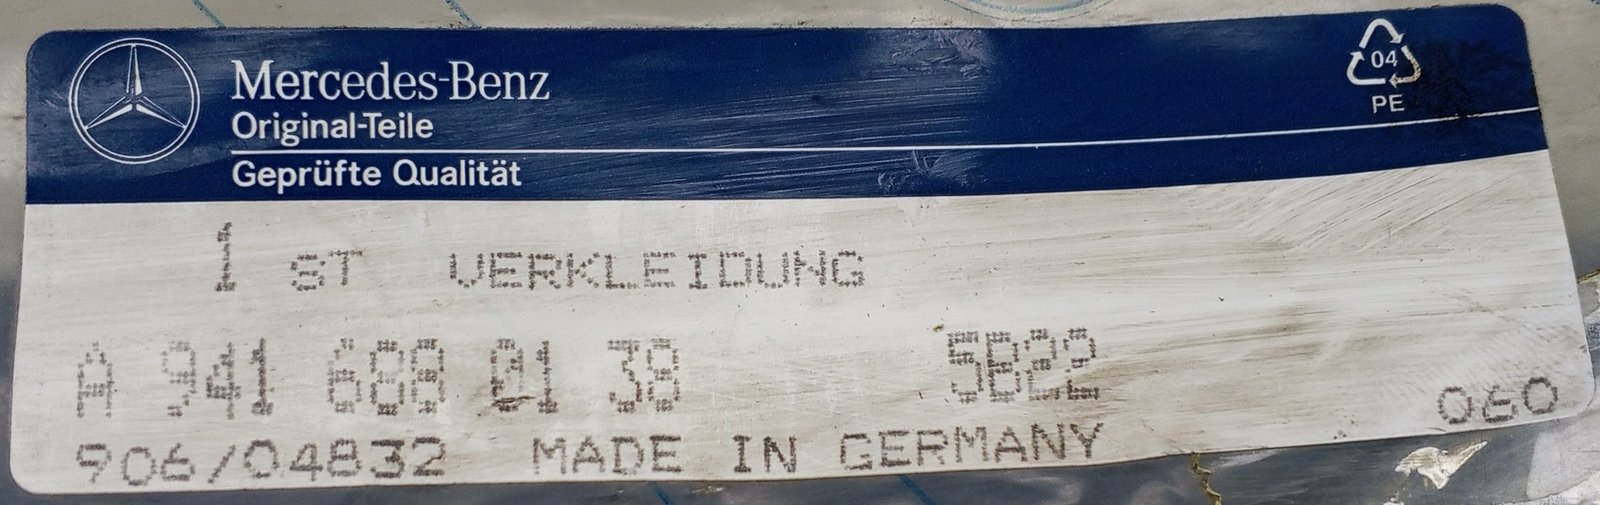 Mercedes-Benz
Original-Teile
Geprüfte Qualität
04
PE
1 ST VERKLEIDUNG
A 941 680 01 38 5B22
060
906/04832 MADE IN GERMANY